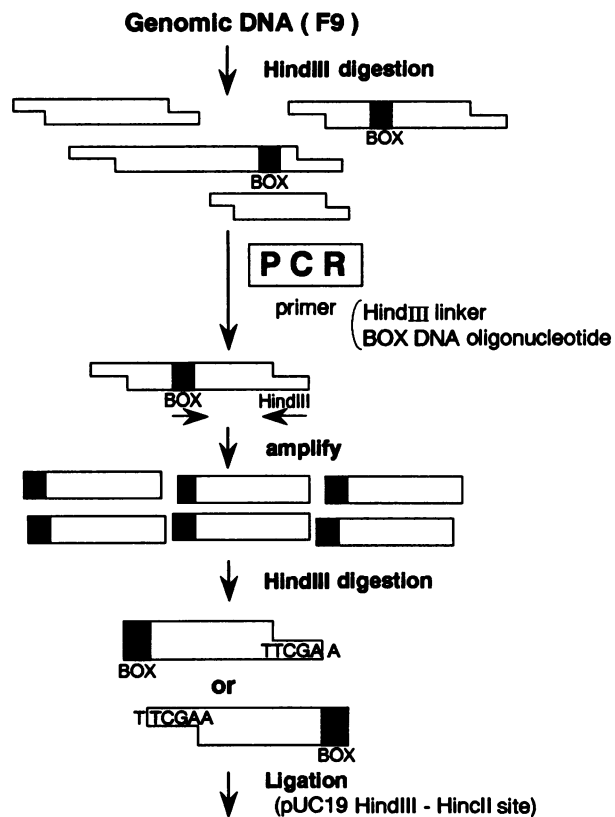 Genomic DNA ( F9 )
HindIII digestion
BOX
BOX
P C R
primer
HindIII linker
BOX DNA oligonucleotide
BOX
HindIII
amplify
HindIII digestion
TTCGA A
BOX
or
T TCGAA
BOX
Ligation
(pUC19 HindIII - HincII site)